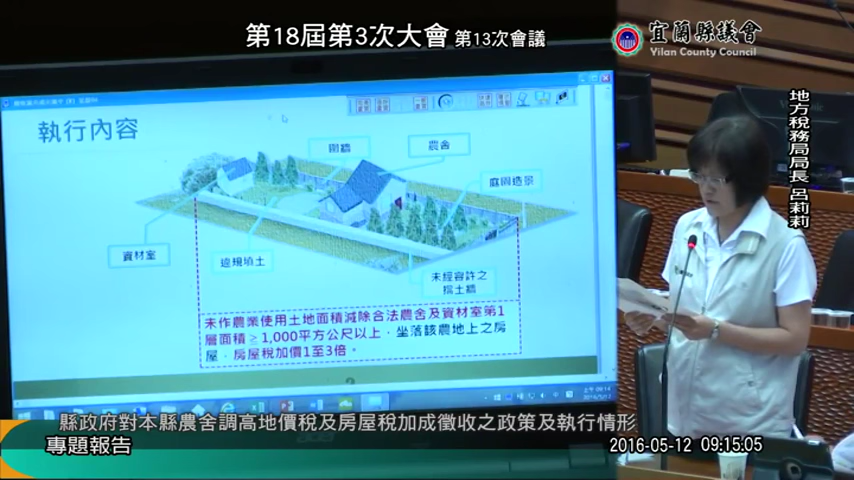 第18屆第3次大會 第13次會議
宜蘭縣議會
Yilan County Council
地方稅務局局長 呂莉莉
執行內容
圍牆
農舍
庭園造景
資材室
違規填土
未經容許之
擋土牆
未作農業使用土地面積減除合法農舍及資材室第1
層面積≧1,000平方公尺以上，坐落該農地上之房
屋，房屋稅加價1至3倍。
縣政府對本縣農舍調高地價稅及房屋稅加成徵收之政策及執行情形
專題報告
2016-05-12 09:15:05